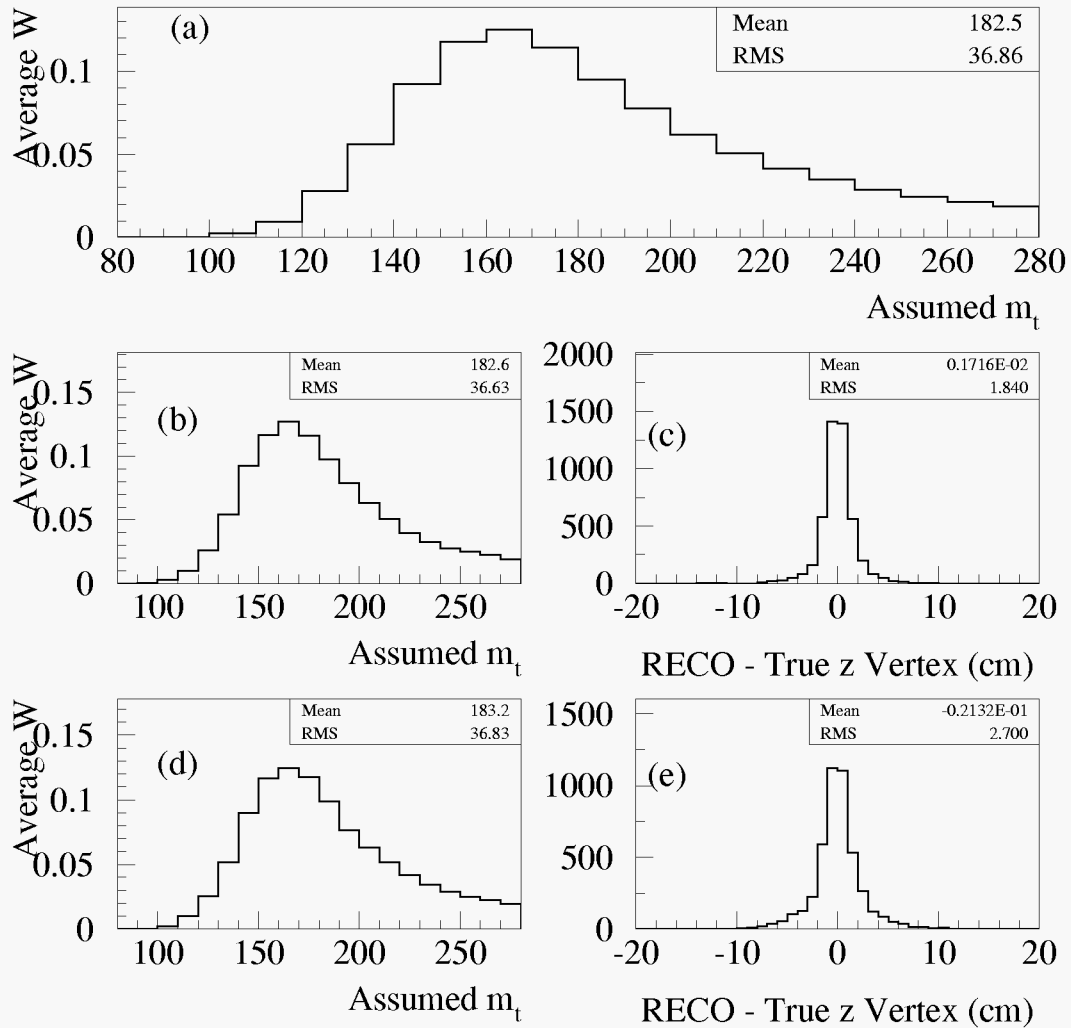 (a)
Mean 182.5
RMS 36.86
Average W
0.1
0.05
0
80 100 120 140 160 180 200 220 240 260 280
Assumed m_t
(b)
Mean 182.6
RMS 36.63
Average W
0.15
0.1
0.05
0
100 150 200 250
Assumed m_t
(c)
Mean 0.1716E-02
RMS 1.840
2000
1500
1000
500
0
-20 -10 0 10 20
RECO - True z Vertex (cm)
(d)
Mean 183.2
RMS 36.83
Average W
0.15
0.1
0.05
0
100 150 200 250
Assumed m_t
(e)
Mean -0.2132E-01
RMS 2.700
1500
1000
500
0
-20 -10 0 10 20
RECO - True z Vertex (cm)